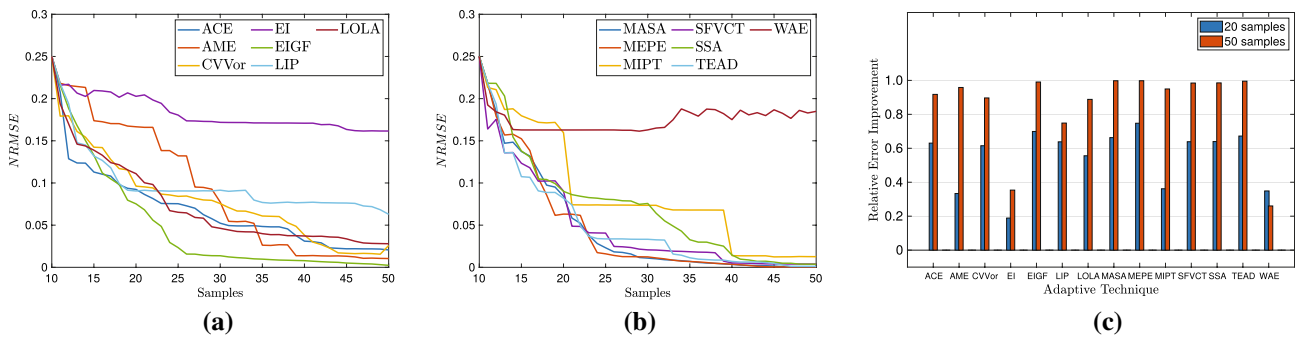 0.3
0.25
0.2
0.15
0.1
0.05
0
NRMSE
ACE EI LOLA
AME EIGF
CVVor LIP
10 15 20 25 30 35 40 45 50
Samples
(a)
0.3
0.25
0.2
0.15
0.1
0.05
0
NRMSE
MASA SFVCT WAE
MEPE SSA
MIPT TEAD
10 15 20 25 30 35 40 45 50
Samples
(b)
20 samples
50 samples
1.0
0.8
0.6
0.4
0.2
0
Relative Error Improvement
ACE AME CVVor EI EIGF LIP LOLA MASA MEPE MIPT SFVCT SSA TEAD WAE
Adaptive Technique
(c)